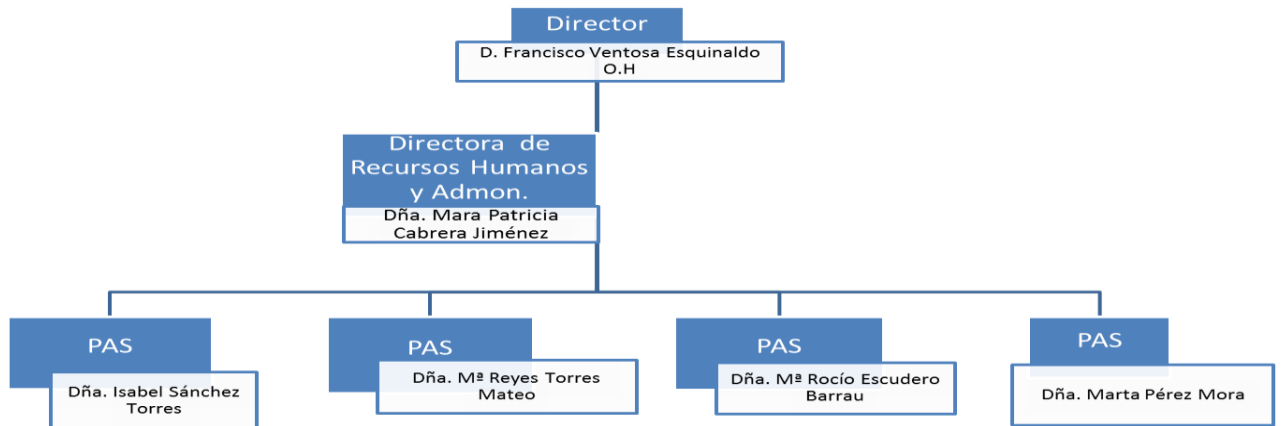 Director
D. Francisco Ventosa Esquinaldo
O.H
Directora de
Recursos Humanos
y Admon.
Dña. Mara Patricia
Cabrera Jiménez
PAS
Dña. Isabel Sánchez
Torres
PAS
Dña. Mª Reyes Torres
Mateo
PAS
Dña. Mª Rocío Escudero
Barrau
PAS
Dña. Marta Pérez Mora